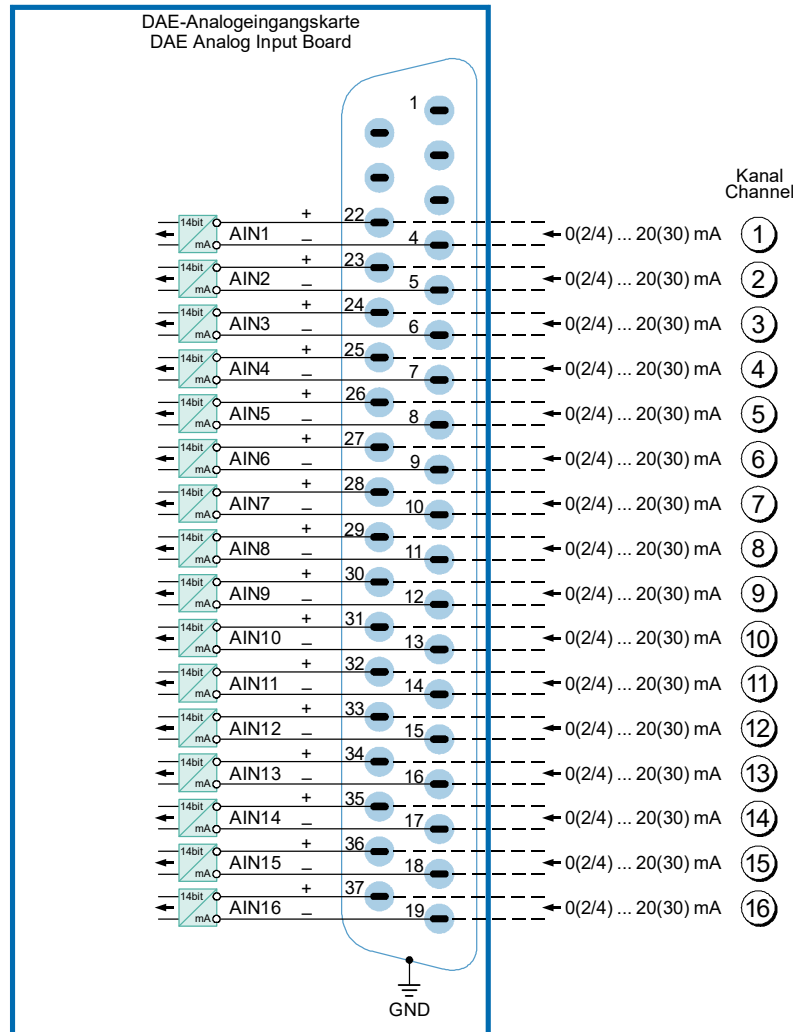 DAE-Analogeingangskarte
DAE Analog Input Board
1
Kanal
Channel
14bit mA AIN1 + – 22 4 0(2/4) ... 20(30) mA 1
14bit mA AIN2 + – 23 5 0(2/4) ... 20(30) mA 2
14bit mA AIN3 + – 24 6 0(2/4) ... 20(30) mA 3
14bit mA AIN4 + – 25 7 0(2/4) ... 20(30) mA 4
14bit mA AIN5 + – 26 8 0(2/4) ... 20(30) mA 5
14bit mA AIN6 + – 27 9 0(2/4) ... 20(30) mA 6
14bit mA AIN7 + – 28 10 0(2/4) ... 20(30) mA 7
14bit mA AIN8 + – 29 11 0(2/4) ... 20(30) mA 8
14bit mA AIN9 + – 30 12 0(2/4) ... 20(30) mA 9
14bit mA AIN10 + – 31 13 0(2/4) ... 20(30) mA 10
14bit mA AIN11 + – 32 14 0(2/4) ... 20(30) mA 11
14bit mA AIN12 + – 33 15 0(2/4) ... 20(30) mA 12
14bit mA AIN13 + – 34 16 0(2/4) ... 20(30) mA 13
14bit mA AIN14 + – 35 17 0(2/4) ... 20(30) mA 14
14bit mA AIN15 + – 36 18 0(2/4) ... 20(30) mA 15
14bit mA AIN16 + – 37 19 0(2/4) ... 20(30) mA 16
GND